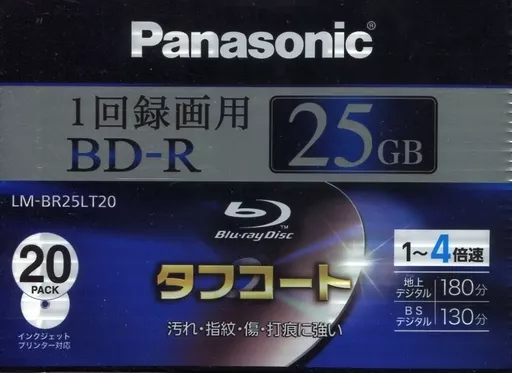 Panasonic®
1回録画用
BD-R
25GB
LM-BR25LT20
Blu-ray Disc™
20
PACK
インクジェット
プリンター対応
タフコート
汚れ・指紋・傷・打痕に強い
1~4倍速
地上
デジタル
180分
BS
デジタル
130分